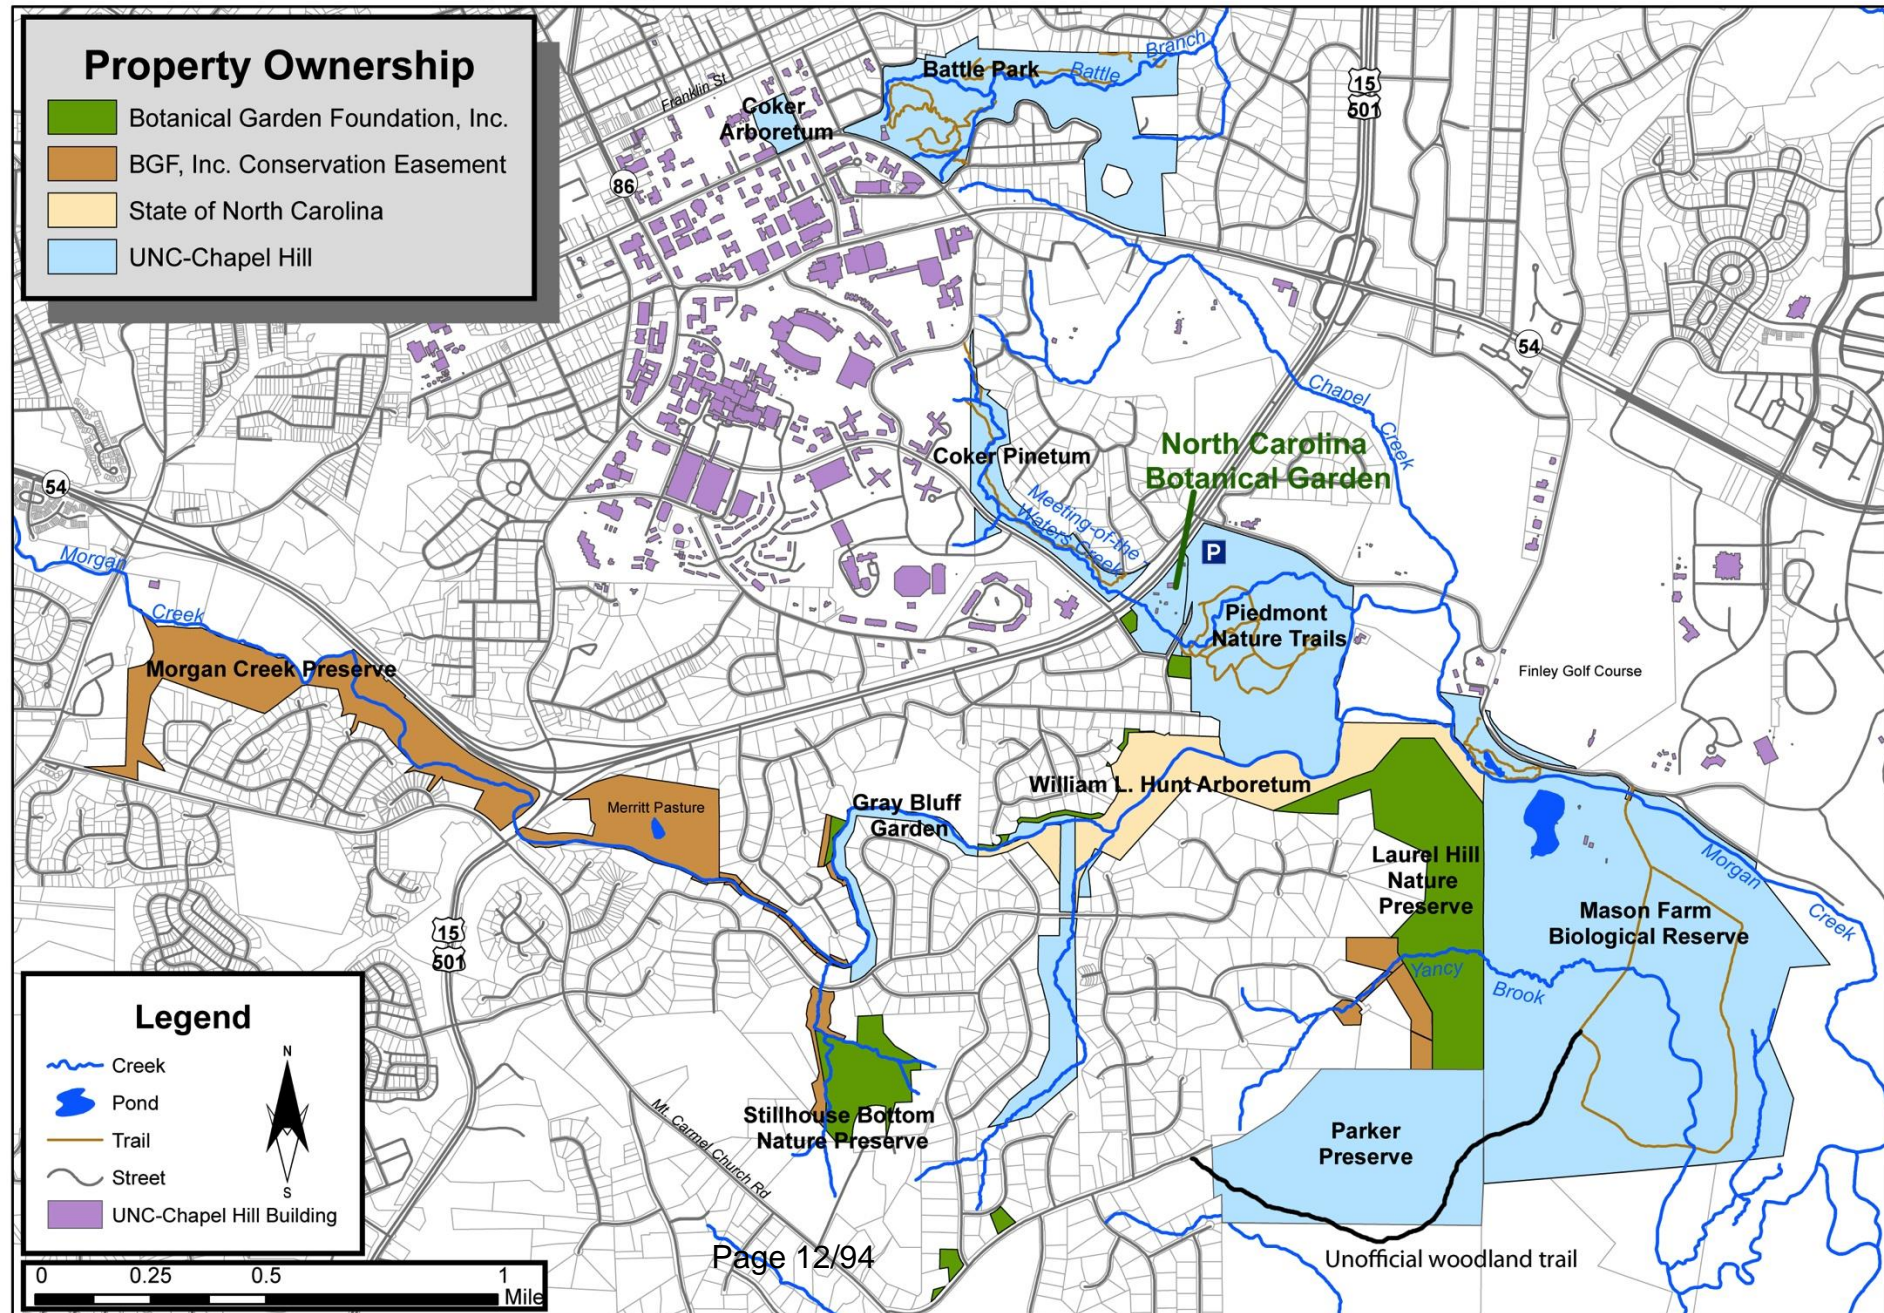 Property Ownership
Botanical Garden Foundation, Inc.
BGF, Inc. Conservation Easement
State of North Carolina
UNC-Chapel Hill
Franklin St
Coker
Arboretum
Battle Park
Battle
Branch
15
501
86
54
Chapel
Creek
North Carolina
Botanical Garden
Coker Pinetum
Meeting-of-the
Waters Creek
P
54
Morgan
Creek
Morgan Creek Preserve
Piedmont
Nature Trails
Finley Golf Course
Merritt Pasture
Gray Bluff
Garden
William L. Hunt Arboretum
Laurel Hill
Nature
Preserve
Mason Farm
Biological Reserve
Morgan
Creek
15
501
Yancy
Brook
Stillhouse Bottom
Nature Preserve
Mt. Carmel Church Rd
Parker
Preserve
Unofficial woodland trail
Legend
Creek
Pond
Trail
Street
UNC-Chapel Hill Building
N
S
0 0.25 0.5 1
Mile
Page 12/94